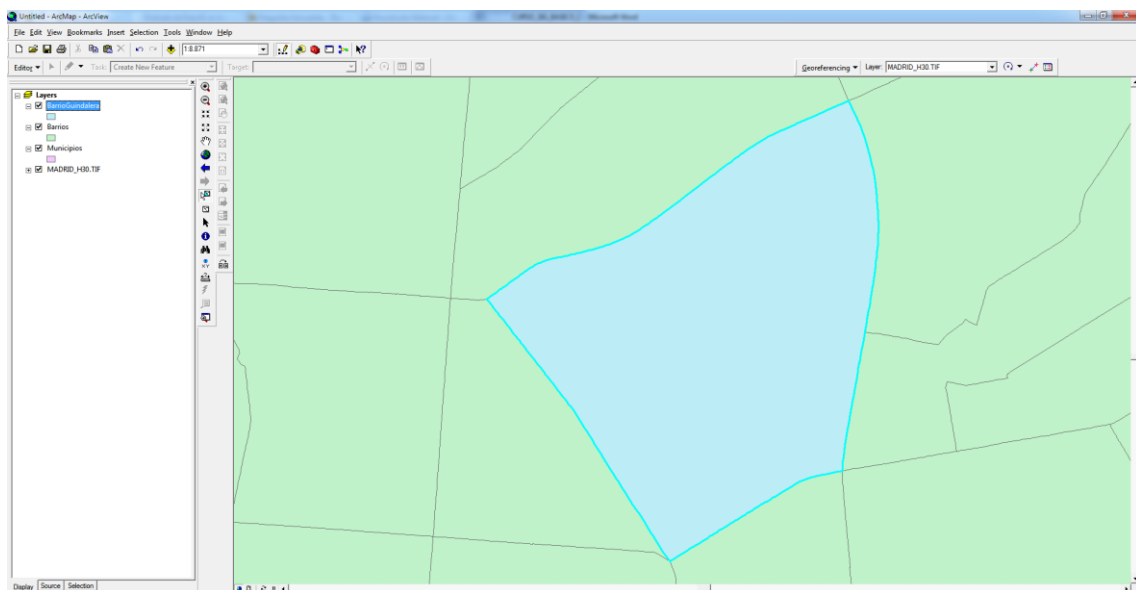 Untitled - ArcMap - ArcView
File Edit View Bookmarks Insert Selection Tools Window Help
1:8.871
Editor Task: Create New Feature Target: Georeferencing Layer: MADRID_H30.TIF
Layers
BarrioGuindalera
Barrios
Municipios
MADRID_H30.TIF
XY
Display Source Selection